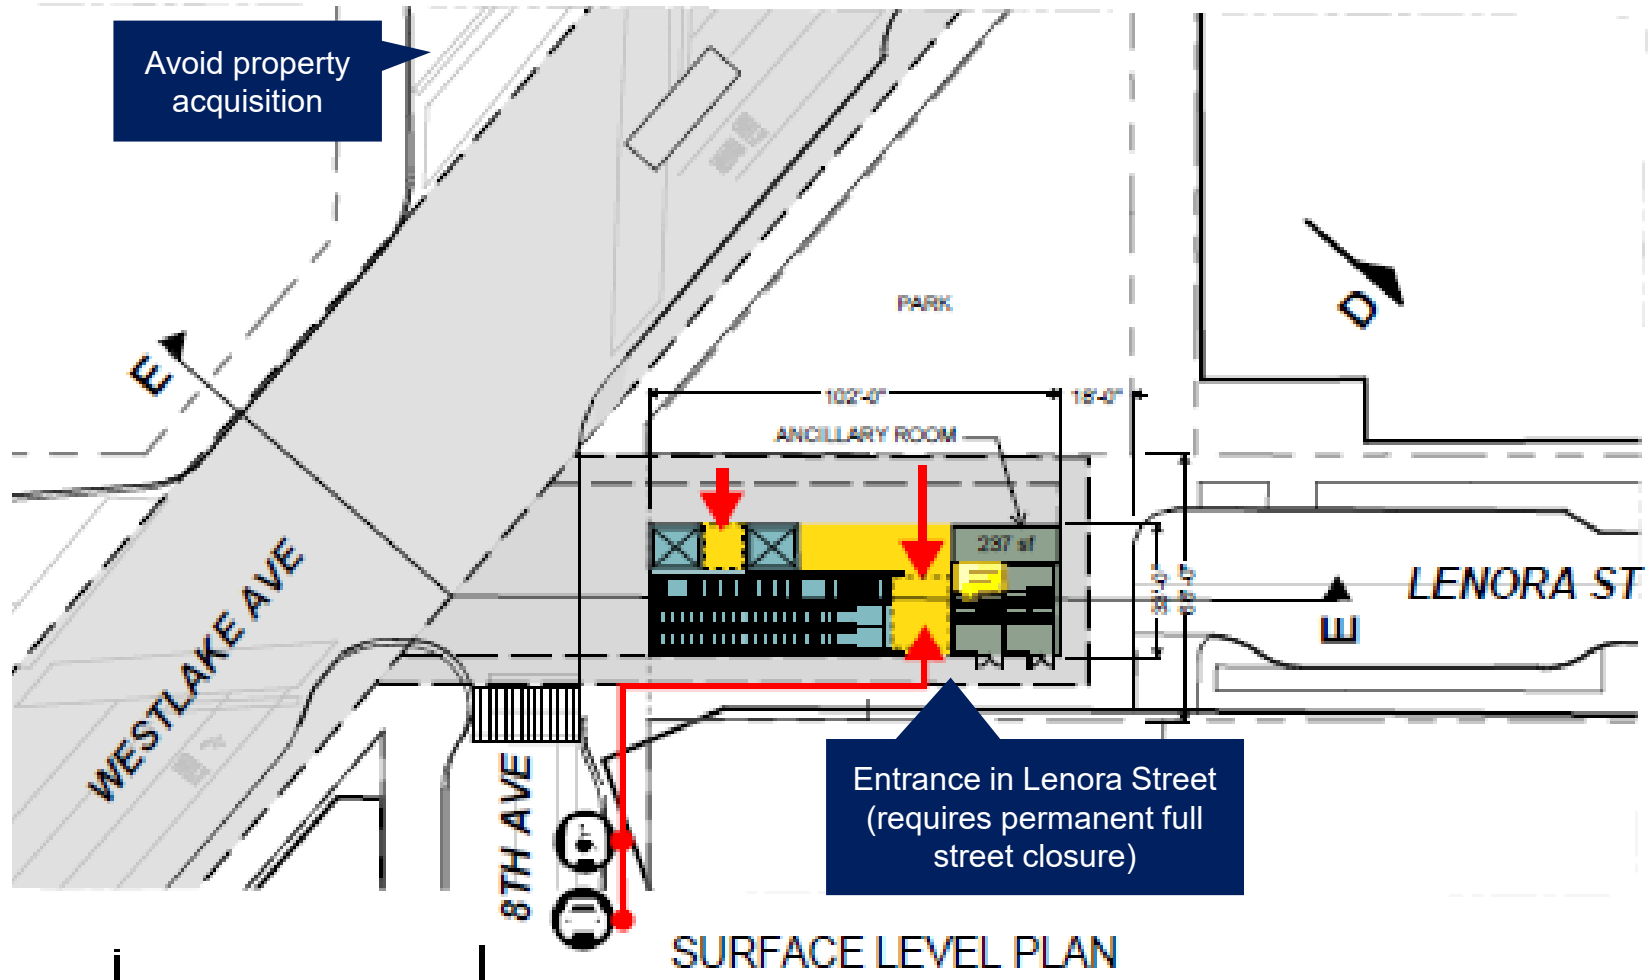 Avoid property
acquisition
PARK
D
E
102'-0"
18'-0"
ANCILLARY ROOM
237 sf
LENORA ST
E
WESTLAKE AVE
8TH AVE
Entrance in Lenora Street
(requires permanent full
street closure)
SURFACE LEVEL PLAN